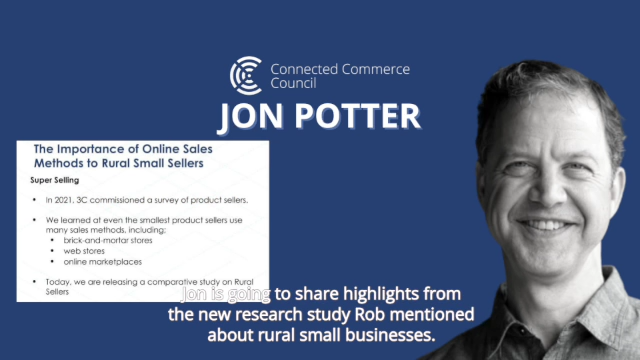 Connected Commerce
Council
JON POTTER
The Importance of Online Sales
Methods to Rural Small Sellers
Super Selling
• In 2021, 3C commissioned a survey of product sellers.
• We learned at even the smallest product sellers use
many sales methods, including:
• brick-and-mortar stores
• web stores
• online marketplaces
• Today, we are releasing a comparative study on Rural
Sellers
Jon is going to share highlights from
the new research study Rob mentioned
about rural small businesses.